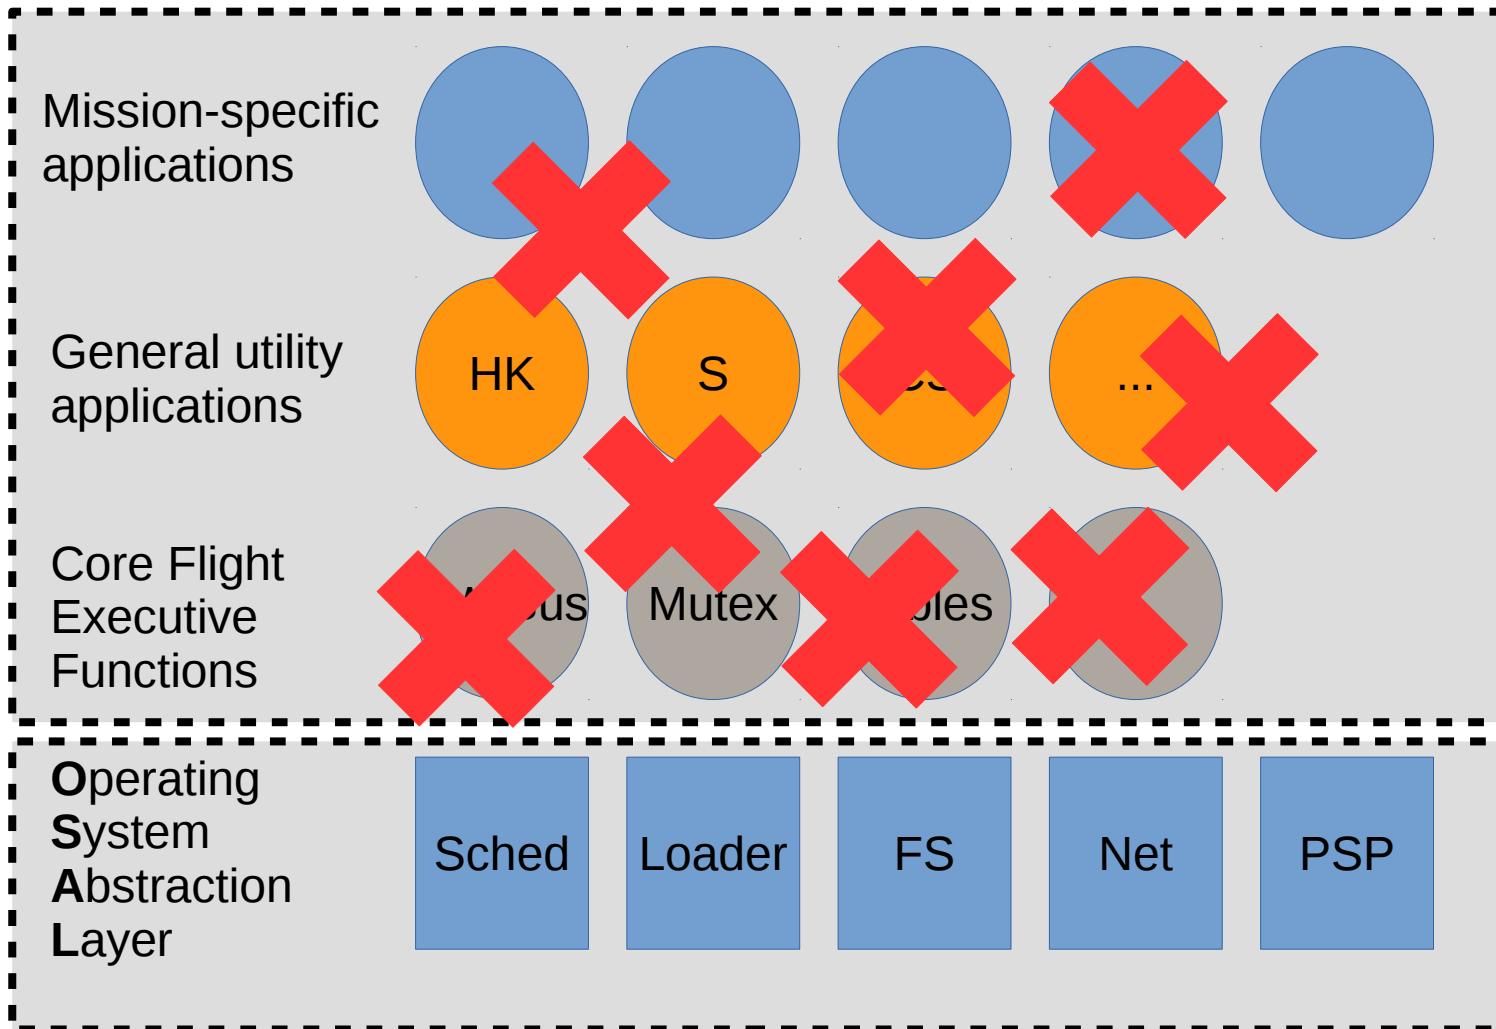 Mission-specific
applications
General utility
applications
HK
S
...
Core Flight
Executive
Functions
Mutex
Operating
System
Abstraction
Layer
Sched
Loader
FS
Net
PSP